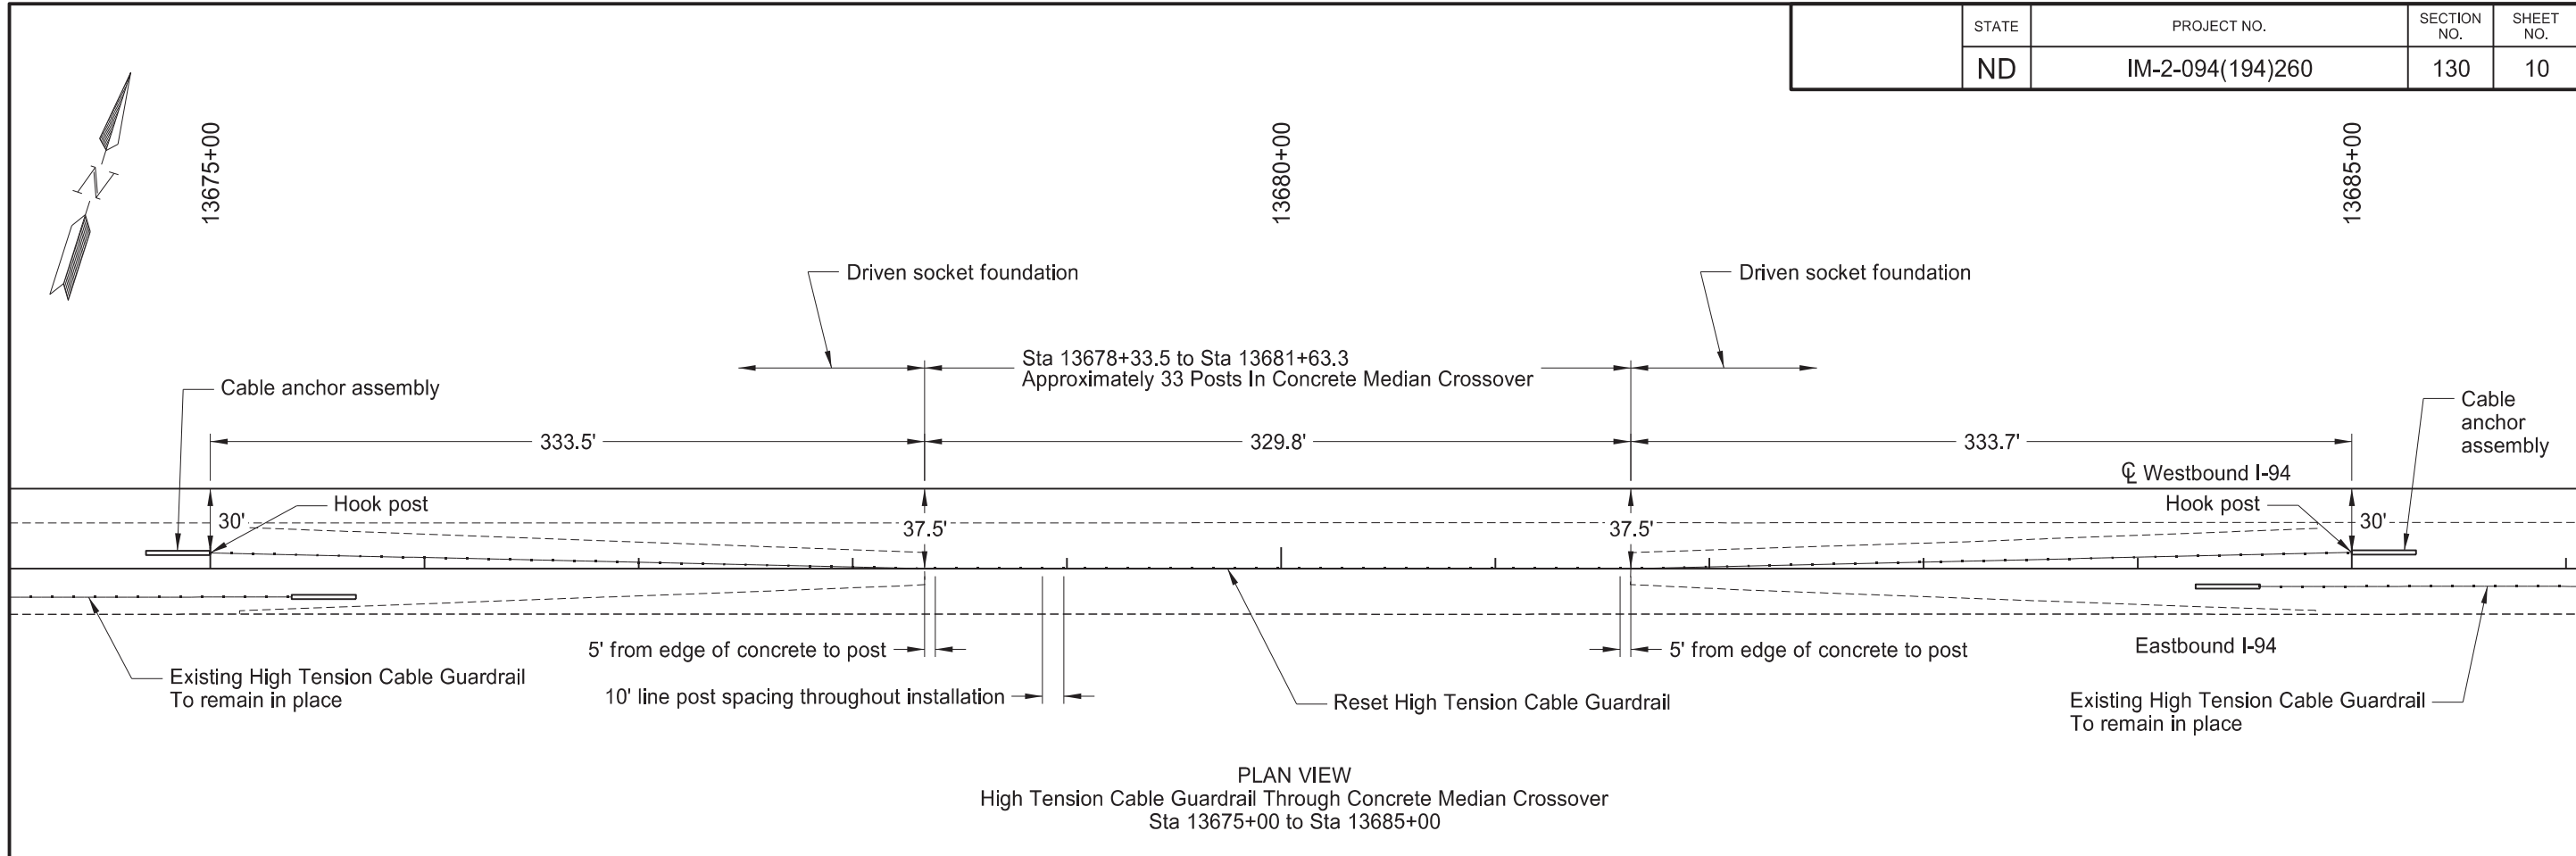 STATE
PROJECT NO.
SECTION
NO.
SHEET
NO.
ND
IM-2-094(194)260
130
10
N
13675+00
13680+00
13685+00
Driven socket foundation
Driven socket foundation
Sta 13678+33.5 to Sta 13681+63.3
Approximately 33 Posts In Concrete Median Crossover
Cable anchor assembly
Cable
anchor
assembly
333.5'
329.8'
333.7'
℄ Westbound I-94
Hook post
Hook post
30'
37.5'
37.5'
30'
5' from edge of concrete to post
5' from edge of concrete to post
Eastbound I-94
Existing High Tension Cable Guardrail
To remain in place
10' line post spacing throughout installation
Reset High Tension Cable Guardrail
Existing High Tension Cable Guardrail
To remain in place
PLAN VIEW
High Tension Cable Guardrail Through Concrete Median Crossover
Sta 13675+00 to Sta 13685+00